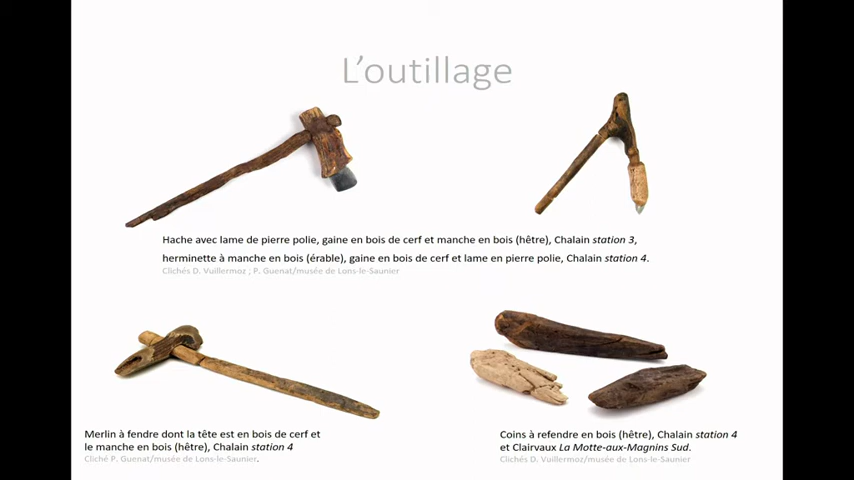 L'outillage
Hache avec lame de pierre polie, gaine en bois de cerf et manche en bois (hêtre), Chalain station 3,
herminette à manche en bois (érable), gaine en bois de cerf et lame en pierre polie, Chalain station 4.
Clichés D. Vuillermoz ; P. Guenat/musée de Lons-le-Saunier
Merlin à fendre dont la tête est en bois de cerf et
le manche en bois (hêtre), Chalain station 4
Cliché P. Guenat/musée de Lons-le-Saunier.
Coins à refendre en bois (hêtre), Chalain station 4
et Clairvaux La Motte-aux-Magnins Sud.
Clichés D. Vuillermoz/musée de Lons-le-Saunier